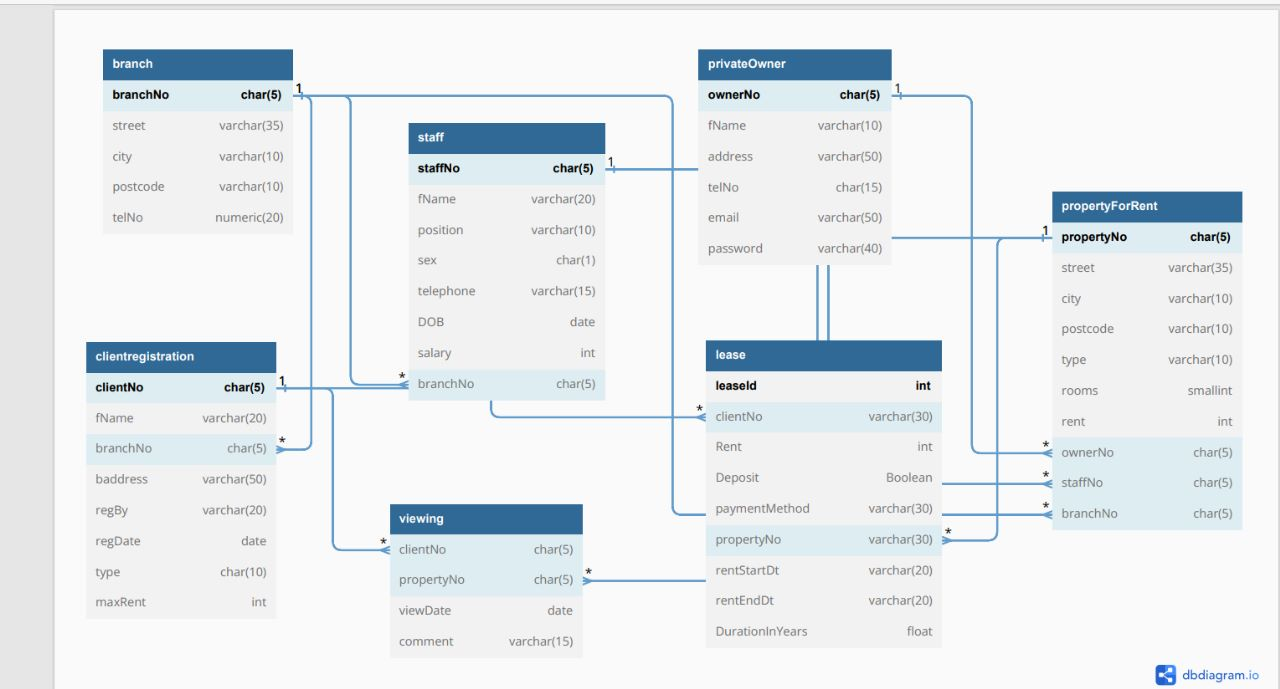 branch
branchNo char(5)
street varchar(35)
city varchar(10)
postcode varchar(10)
telNo numeric(20)
1
staff
staffNo char(5)
fName varchar(20)
position varchar(10)
sex char(1)
telephone varchar(15)
DOB date
salary int
branchNo char(5)
1
*
privateOwner
ownerNo char(5)
fName varchar(10)
address varchar(50)
telNo char(15)
email varchar(50)
password varchar(40)
1
propertyForRent
propertyNo char(5)
street varchar(35)
city varchar(10)
postcode varchar(10)
type varchar(10)
rooms smallint
rent int
ownerNo char(5)
staffNo char(5)
branchNo char(5)
1
*
*
*
clientregistration
clientNo char(5)
fName varchar(20)
branchNo char(5)
baddress varchar(50)
regBy varchar(20)
regDate date
type char(10)
maxRent int
1
*
viewing
clientNo char(5)
propertyNo char(5)
viewDate date
comment varchar(15)
*
*
lease
leaseId int
clientNo varchar(30)
Rent int
Deposit Boolean
paymentMethod varchar(30)
propertyNo varchar(30)
rentStartDt varchar(20)
rentEndDt varchar(20)
DurationInYears float
*
*
dbdiagram.io